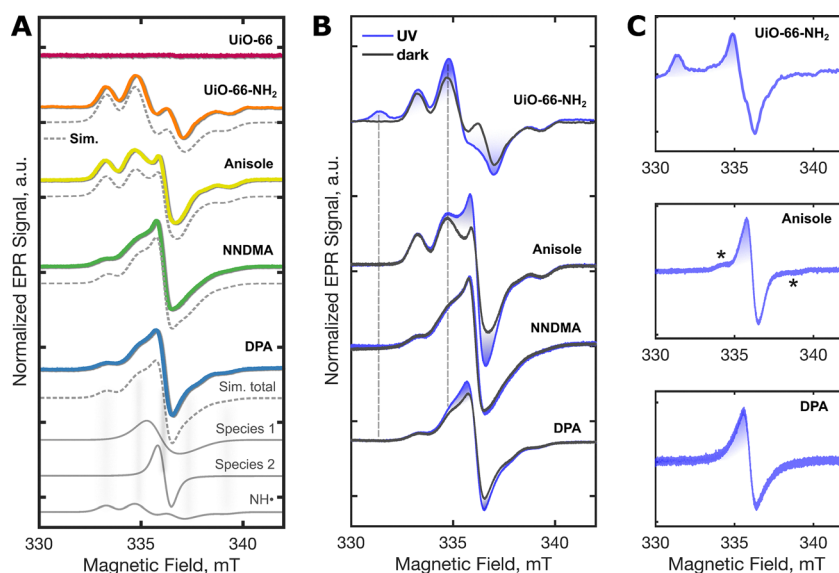 A
Normalized EPR Signal, a.u.
UiO-66
UiO-66-NH₂
Sim.
Anisole
NNDMA
DPA
Sim. total
Species 1
Species 2
NH•
330 335 340
Magnetic Field, mT
B
Normalized EPR Signal, a.u.
UV
dark
UiO-66-NH₂
Anisole
NNDMA
DPA
330 335 340
Magnetic Field, mT
C
UiO-66-NH₂
330 335 340
Anisole
* *
330 335 340
DPA
330 335 340
Magnetic Field, mT